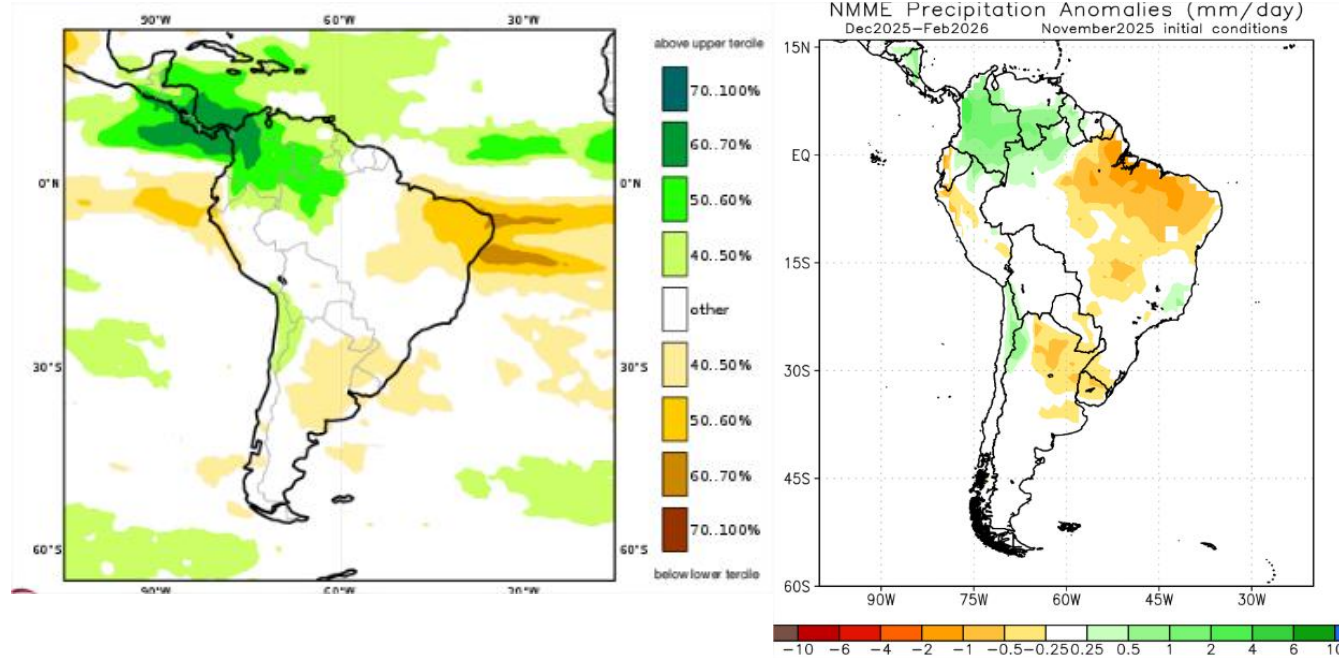 90°W 60°W 30°W
0°N
30°S
60°S
0°N
30°S
60°S
90°W 60°W 30°W
above upper tercile
70..100%
60..70%
50..60%
40..50%
other
40..50%
50..60%
60..70%
70..100%
below lower tercile
NMME Precipitation Anomalies (mm/day)
Dec2025-Feb2026 November2025 initial conditions
15N
EQ
15S
30S
45S
60S
90W 75W 60W 45W 30W
-10 -6 -4 -2 -1 -0.5 -0.25 0.25 0.5 1 2 4 6 10